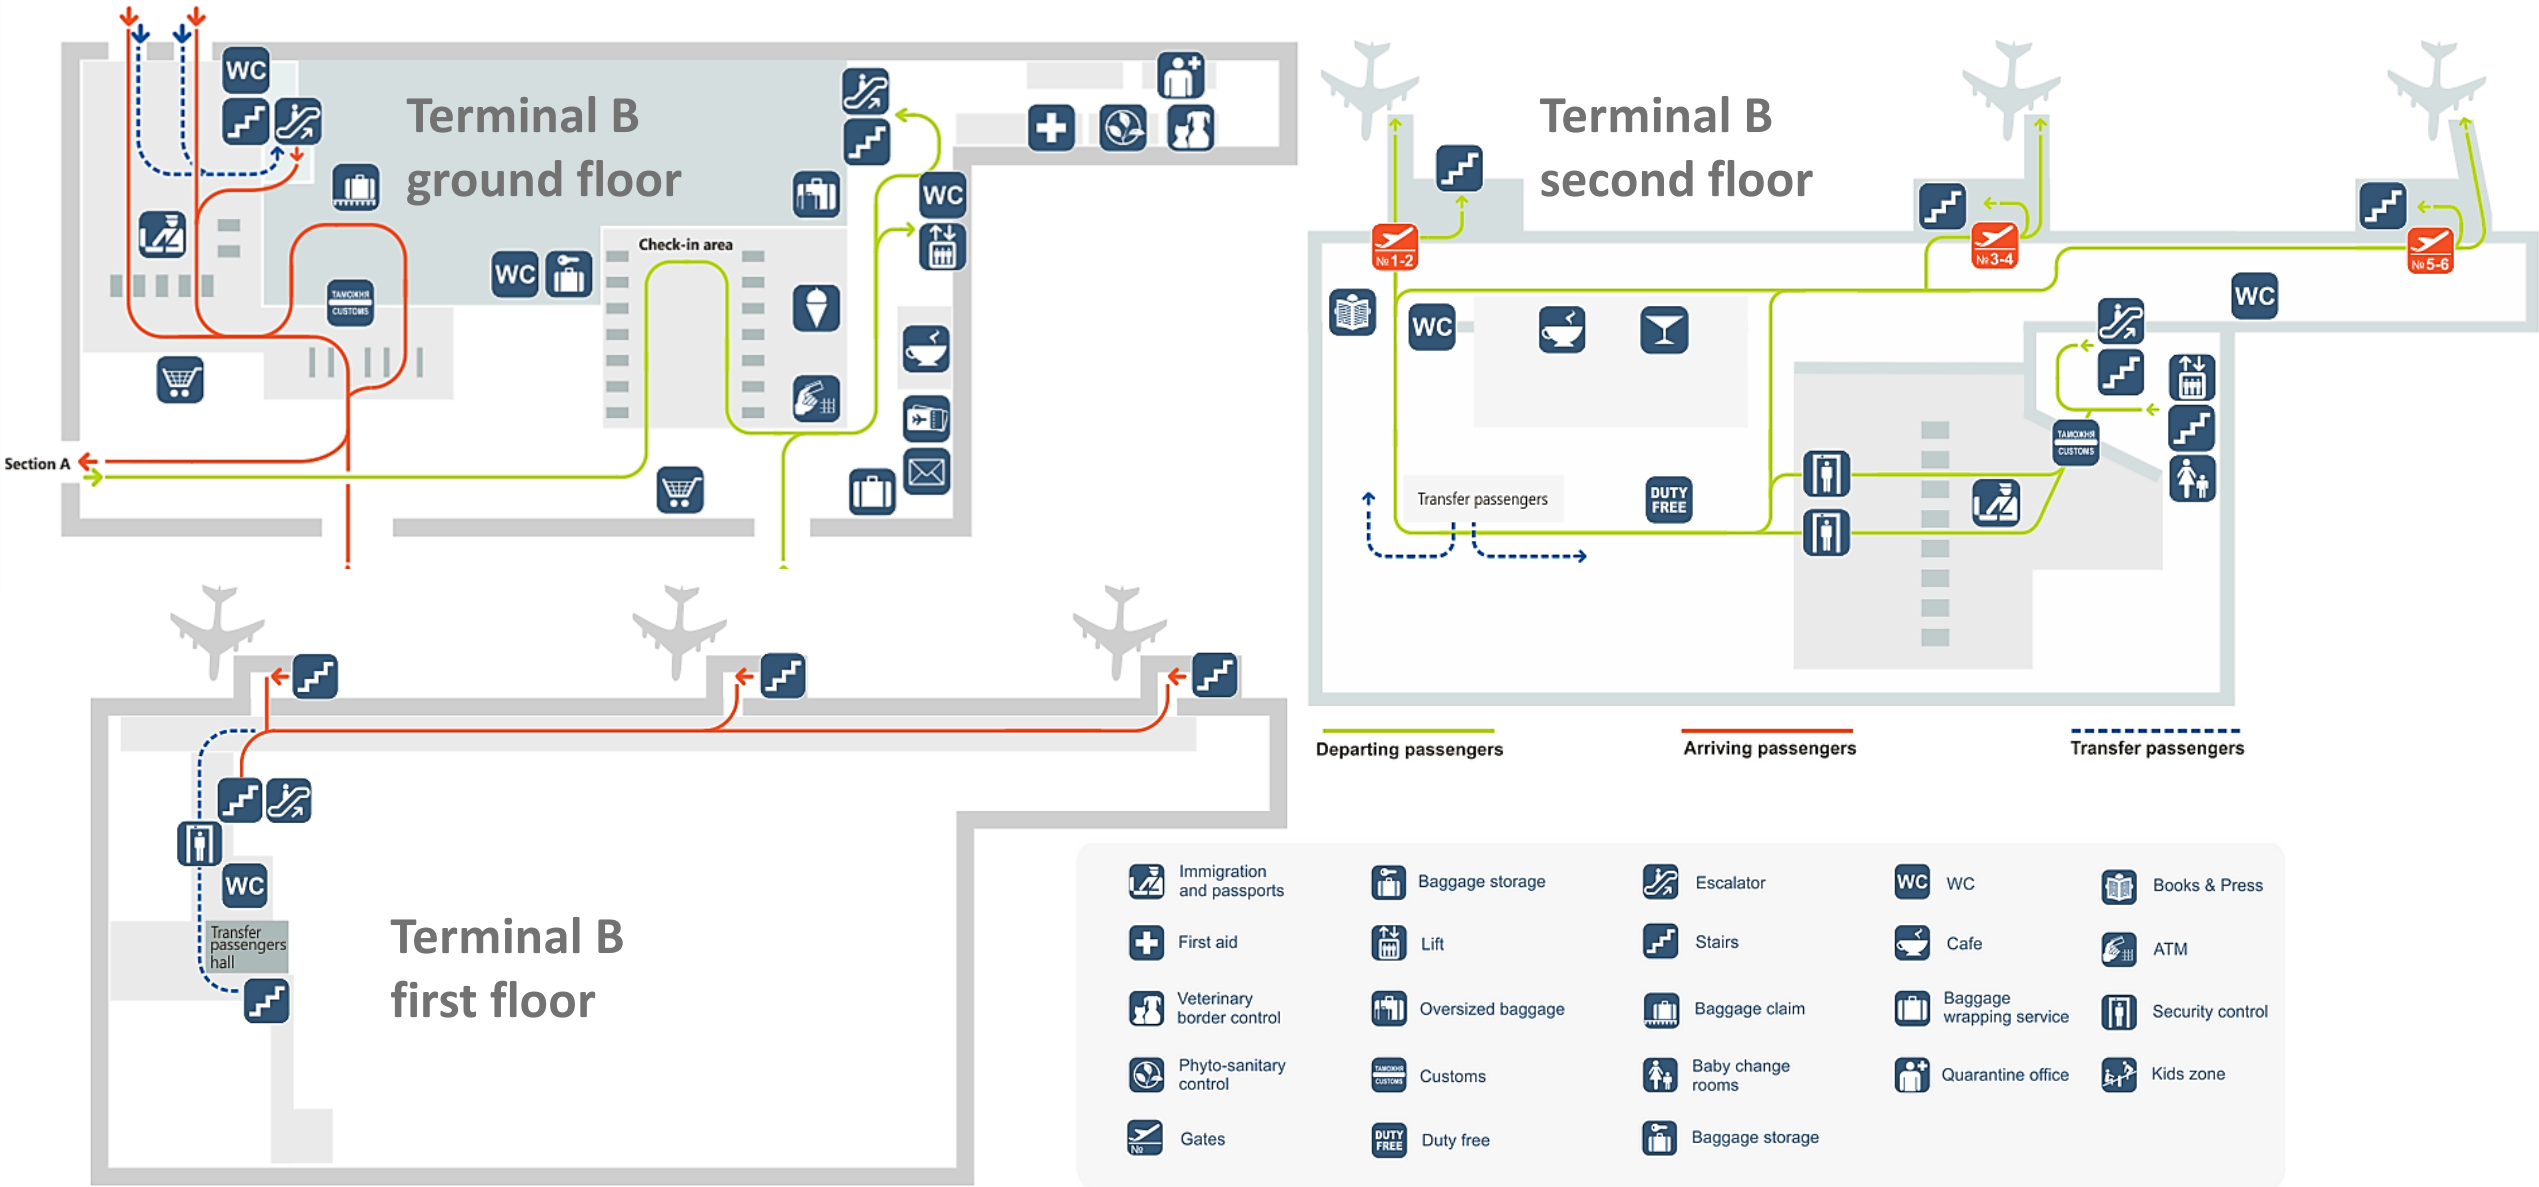 WC
Terminal B
ground floor
WC
Check-in area
WC
ТАМОЖНЯ
CUSTOMS
Section A
Terminal B
second floor
№1-2
№3-4
№5-6
WC
WC
ТАМОЖНЯ
CUSTOMS
Transfer passengers
DUTY
FREE
Departing passengers
Arriving passengers
Transfer passengers
WC
Transfer
passengers
hall
Terminal B
first floor
Immigration
and passports
Baggage storage
Escalator
WC
WC
Books & Press
First aid
Lift
Stairs
Cafe
ATM
Veterinary
border control
Oversized baggage
Baggage claim
Baggage
wrapping service
Security control
Phyto-sanitary
control
ТАМОЖНЯ
CUSTOMS
Customs
Baby change
rooms
Quarantine office
Kids zone
№
Gates
DUTY
FREE
Duty free
Baggage storage